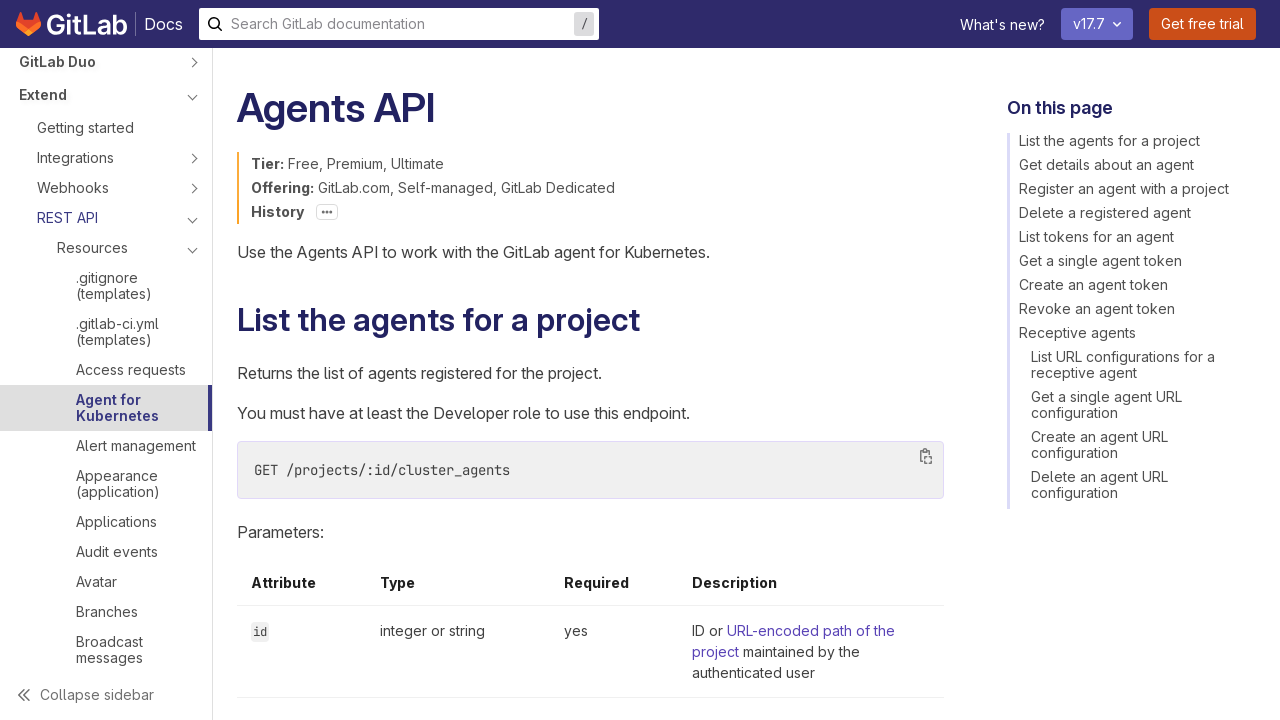 GitLab Docs
Search GitLab documentation /
What's new?
v17.7
Get free trial
GitLab Duo
Extend
Getting started
Integrations
Webhooks
REST API
Resources
.gitignore
(templates)
.gitlab-ci.yml
(templates)
Access requests
Agent for
Kubernetes
Alert management
Appearance
(application)
Applications
Audit events
Avatar
Branches
Broadcast
messages
Collapse sidebar
Agents API
Tier: Free, Premium, Ultimate
Offering: GitLab.com, Self-managed, GitLab Dedicated
History
Use the Agents API to work with the GitLab agent for Kubernetes.
List the agents for a project
Returns the list of agents registered for the project.
You must have at least the Developer role to use this endpoint.
GET /projects/:id/cluster_agents
Parameters:
Attribute Type Required Description
id integer or string yes ID or URL-encoded path of the
project maintained by the
authenticated user
On this page
List the agents for a project
Get details about an agent
Register an agent with a project
Delete a registered agent
List tokens for an agent
Get a single agent token
Create an agent token
Revoke an agent token
Receptive agents
List URL configurations for a
receptive agent
Get a single agent URL
configuration
Create an agent URL
configuration
Delete an agent URL
configuration